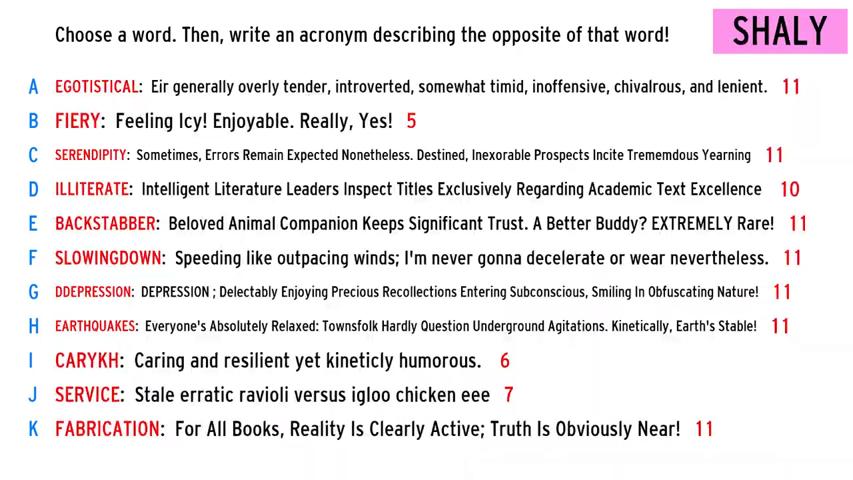 Choose a word. Then, write an acronym describing the opposite of that word!
SHALY
A EGOTISTICAL: Eir generally overly tender, introverted, somewhat timid, inoffensive, chivalrous, and lenient. 11
B FIERY: Feeling Icy! Enjoyable. Really, Yes! 5
C SERENDIPITY: Sometimes, Errors Remain Expected Nonetheless. Destined, Inexorable Prospects Incite Trememdous Yearning 11
D ILLITERATE: Intelligent Literature Leaders Inspect Titles Exclusively Regarding Academic Text Excellence 10
E BACKSTABBER: Beloved Animal Companion Keeps Significant Trust. A Better Buddy? EXTREMELY Rare! 11
F SLOWINGDOWN: Speeding like outpacing winds; I'm never gonna decelerate or wear nevertheless. 11
G DDEPRESSION: DEPRESSION ; Delectably Enjoying Precious Recollections Entering Subconscious, Smiling In Obfuscating Nature! 11
H EARTHQUAKES: Everyone's Absolutely Relaxed: Townsfolk Hardly Question Underground Agitations. Kinetically, Earth's Stable! 11
I CARYKH: Caring and resilient yet kineticly humorous. 6
J SERVICE: Stale erratic ravioli versus igloo chicken eee 7
K FABRICATION: For All Books, Reality Is Clearly Active; Truth Is Obviously Near! 11